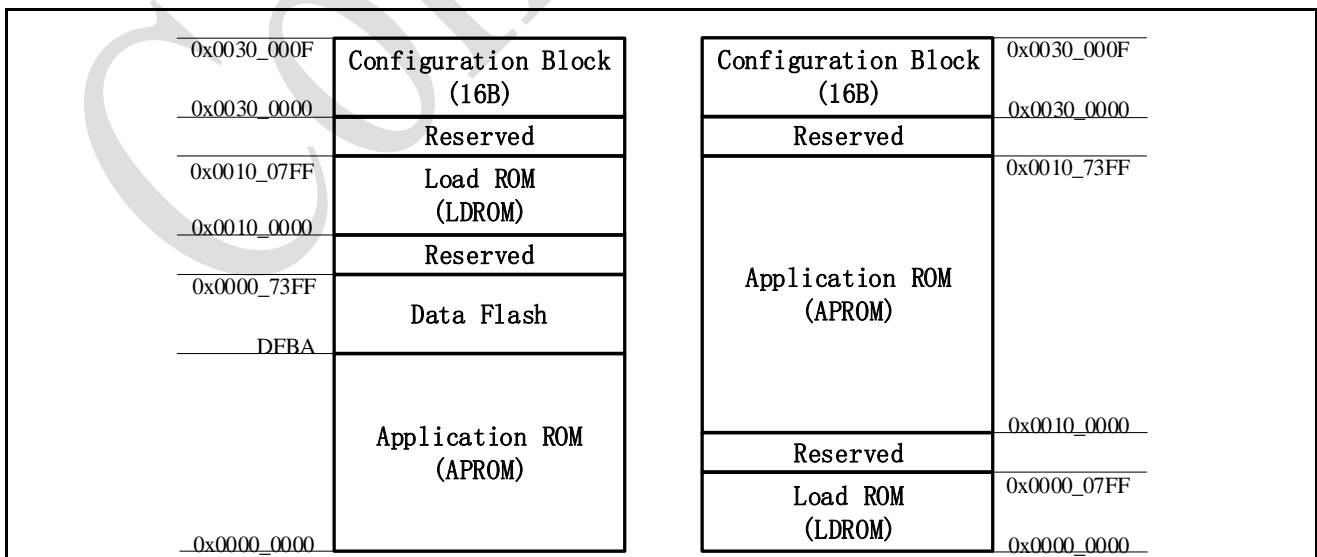 0x0030_000F
Configuration Block
(16B)
0x0030_0000
Reserved
0x0010_07FF
Load ROM
(LDROM)
0x0010_0000
Reserved
0x0000_73FF
Data Flash
DFBA
Application ROM
(APROM)
0x0000_0000
Configuration Block
(16B)
0x0030_000F
0x0030_0000
Reserved
0x0010_73FF
Application ROM
(APROM)
0x0010_0000
Reserved
0x0000_07FF
Load ROM
(LDROM)
0x0000_0000